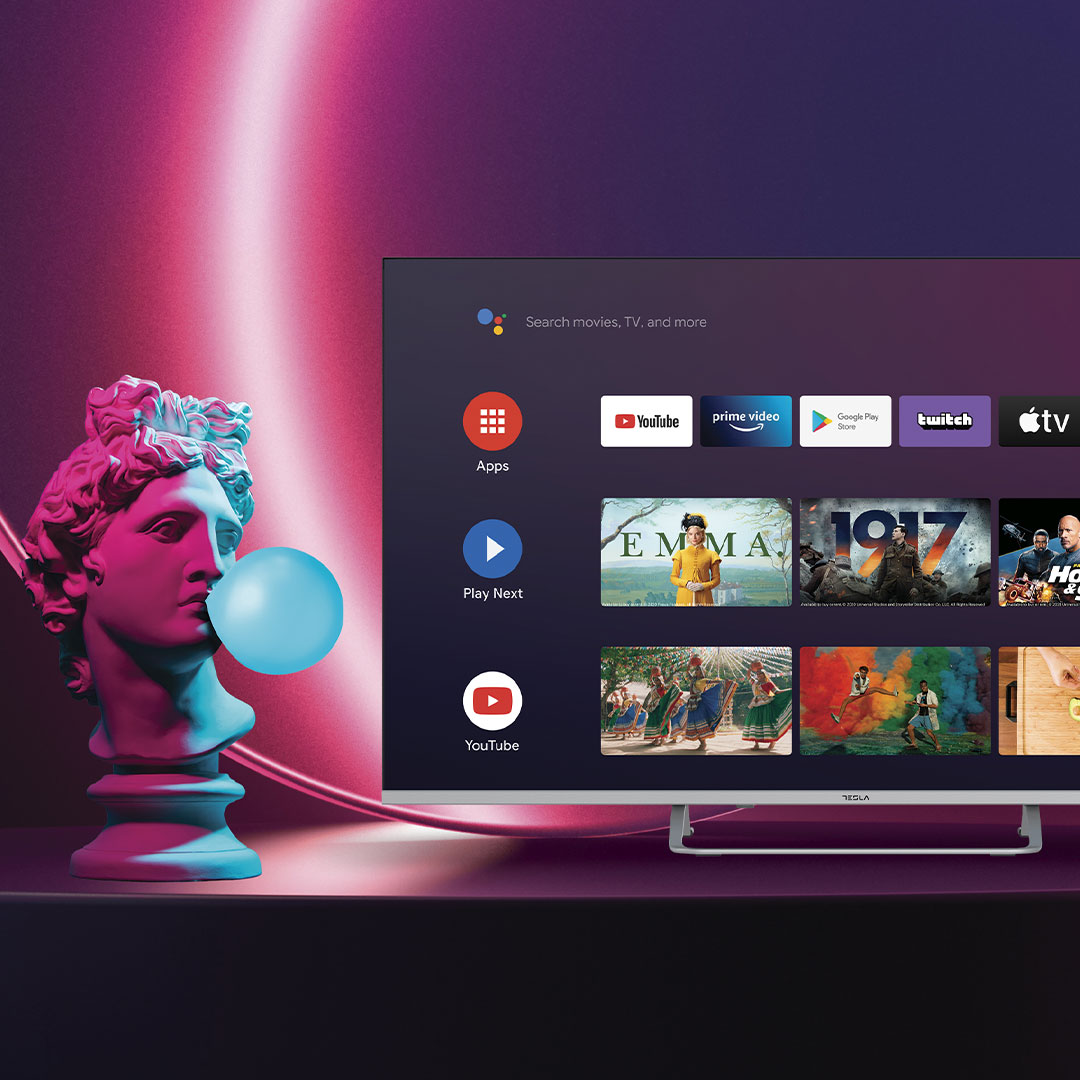 Search movies, TV, and more
YouTube
prime video
Google Play
Store
twitch
tv
Apps
EMMA.
1917
Ho
&
Play Next
YouTube
TESLA